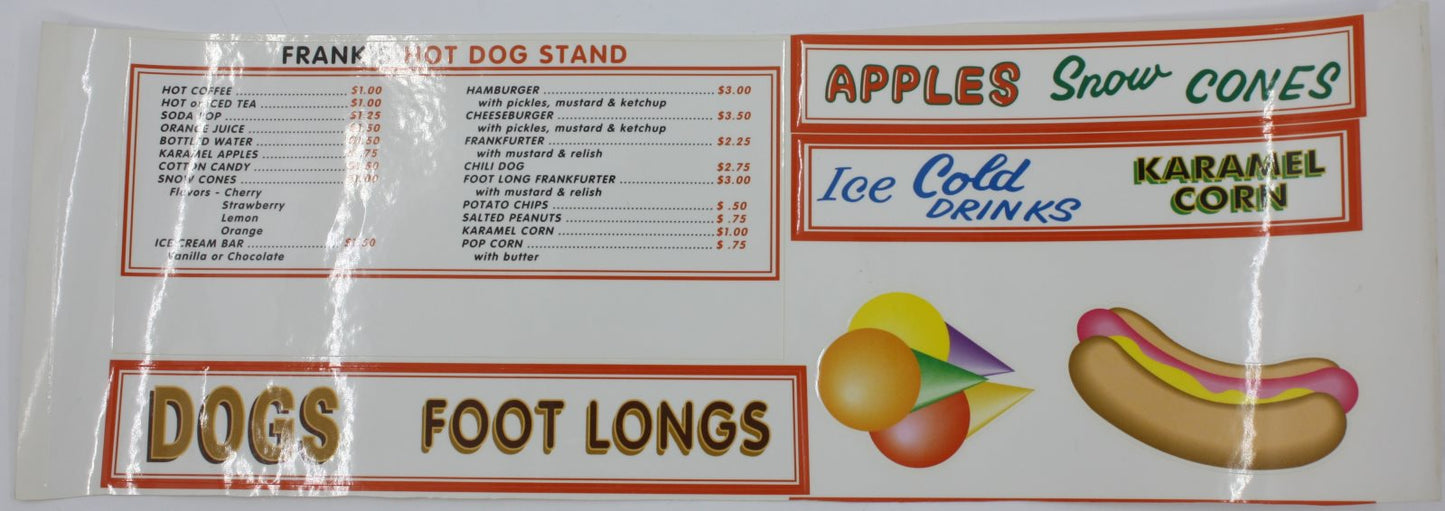 FRANK HOT DOG STAND
HOT COFFEE $1.00
HOT or ICED TEA $1.00
SODA POP $1.25
ORANGE JUICE
BOTTLED WATER
KARAMEL APPLES
COTTON CANDY
SNOW CONES
Flavors - Cherry
Strawberry
Lemon
Orange
ICE CREAM BAR
Vanilla or Chocolate
HAMBURGER $3.00
with pickles, mustard & ketchup
CHEESEBURGER $3.50
with pickles, mustard & ketchup
FRANKFURTER $2.25
with mustard & relish
CHILI DOG $2.75
FOOT LONG FRANKFURTER $3.00
with mustard & relish
POTATO CHIPS $ .50
SALTED PEANUTS $ .75
KARAMEL CORN $1.00
POP CORN $ .75
with butter
APPLES Snow CONES
Ice Cold DRINKS
KARAMEL CORN
DOGS FOOT LONGS